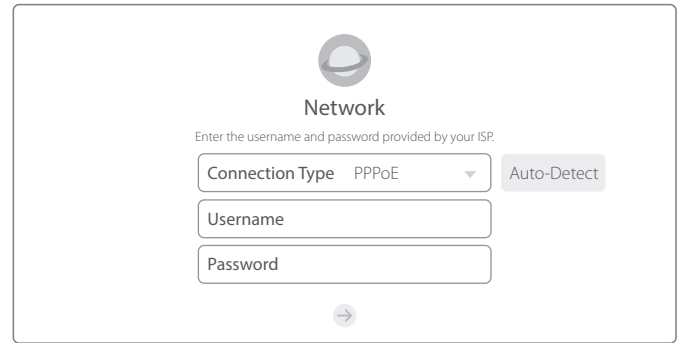 Network
Enter the username and password provided by your ISP.
Connection Type PPPoE Auto-Detect
Username
Password